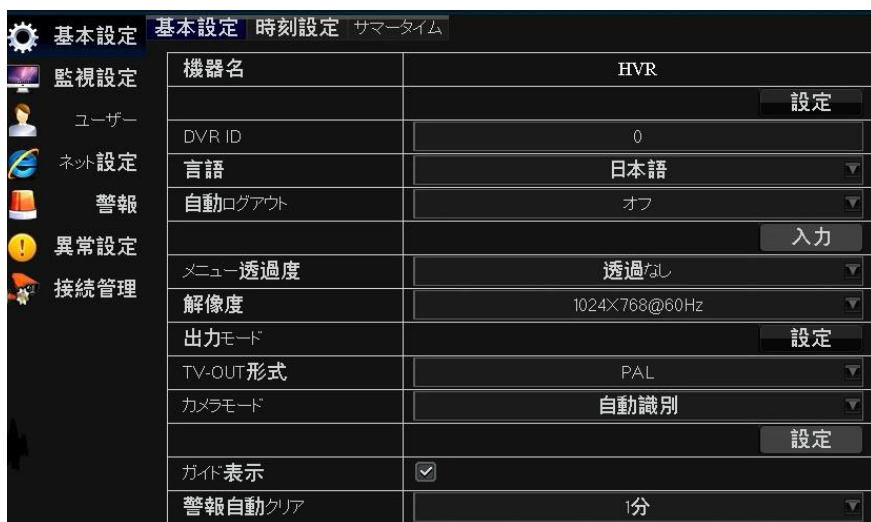 基本設定
監視設定
ユーザー
ネット設定
警報
異常設定
接続管理
基本設定 時刻設定 サマータイム
機器名 HVR
設定
DVR ID 0
言語 日本語
自動ログアウト オフ
入力
メニュー透過度 透過なし
解像度 1024X768@60Hz
出力モード 設定
TV-OUT形式 PAL
カメラモード 自動識別
設定
ガイド表示
警報自動クリア 1分